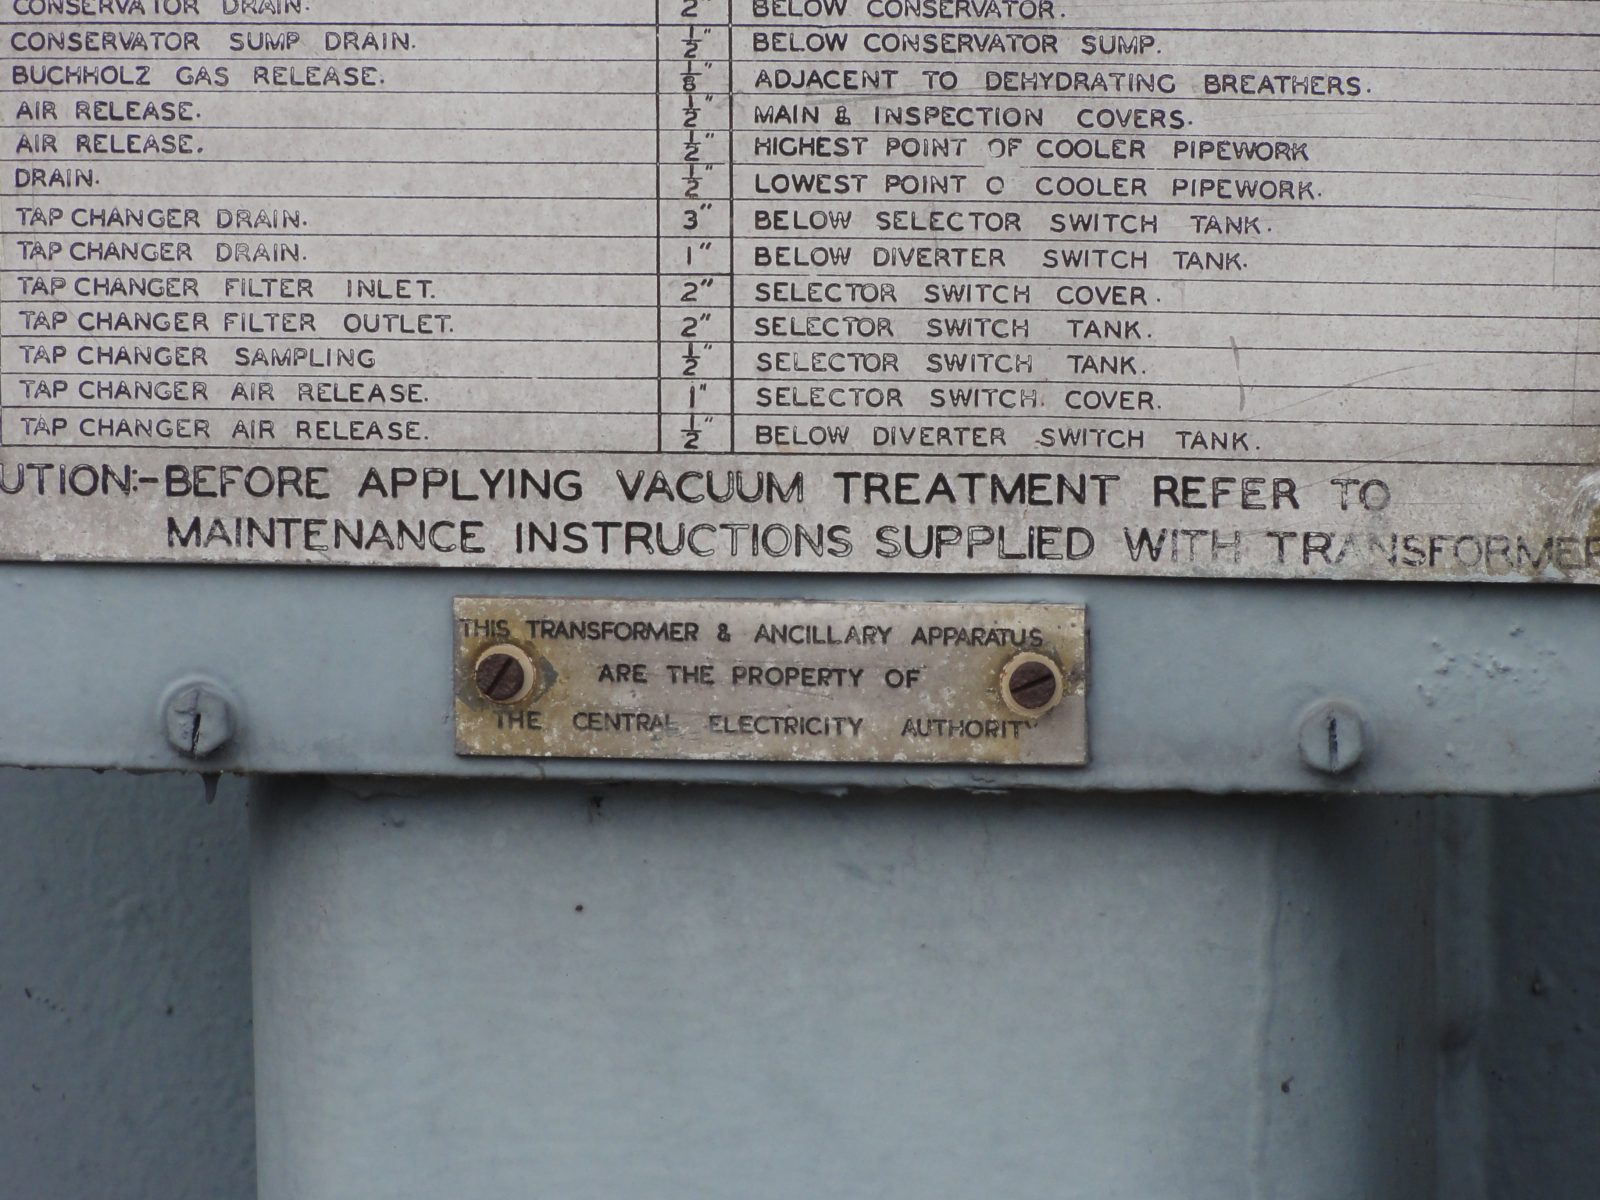 CONSERVATOR DRAIN. 2" BELOW CONSERVATOR.
CONSERVATOR SUMP DRAIN. 1/2" BELOW CONSERVATOR SUMP.
BUCHHOLZ GAS RELEASE. 1/8" ADJACENT TO DEHYDRATING BREATHERS.
AIR RELEASE. 1/2" MAIN & INSPECTION COVERS.
AIR RELEASE. 1/2" HIGHEST POINT OF COOLER PIPEWORK
DRAIN. 1/2" LOWEST POINT O COOLER PIPEWORK.
TAP CHANGER DRAIN. 3" BELOW SELECTOR SWITCH TANK.
TAP CHANGER DRAIN. 1" BELOW DIVERTER SWITCH TANK.
TAP CHANGER FILTER INLET. 2" SELECTOR SWITCH COVER.
TAP CHANGER FILTER OUTLET. 2" SELECTOR SWITCH TANK.
TAP CHANGER SAMPLING 1/2" SELECTOR SWITCH TANK.
TAP CHANGER AIR RELEASE. 1" SELECTOR SWITCH COVER.
TAP CHANGER AIR RELEASE. 1/2" BELOW DIVERTER SWITCH TANK.
UTION:-BEFORE APPLYING VACUUM TREATMENT REFER TO
MAINTENANCE INSTRUCTIONS SUPPLIED WITH TRANSFORMER
THIS TRANSFORMER & ANCILLARY APPARATUS
ARE THE PROPERTY OF
THE CENTRAL ELECTRICITY AUTHORITY